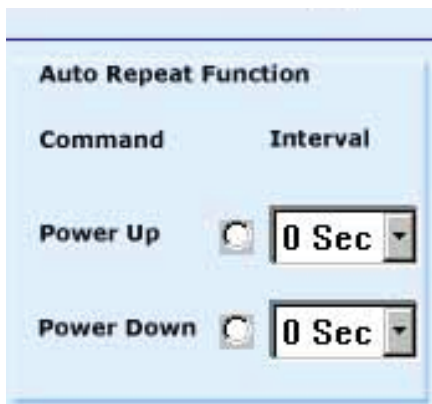 Auto Repeat Function
Command Interval
Power Up 0 Sec
Power Down 0 Sec